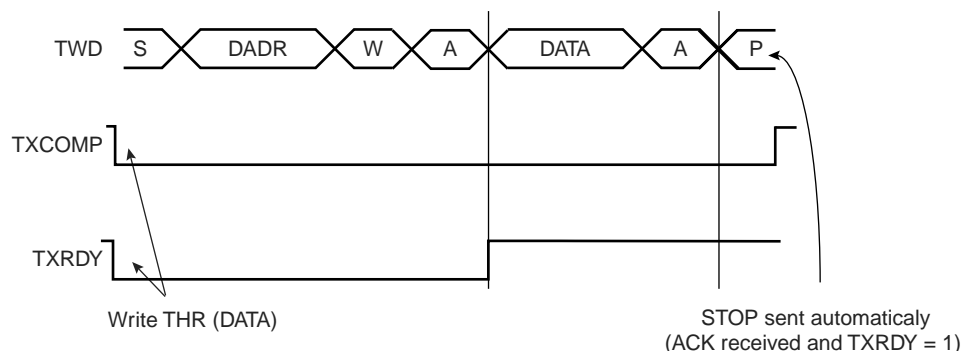 TWD S DADR W A DATA A P
TXCOMP
TXRDY
Write THR (DATA)
STOP sent automaticaly
(ACK received and TXRDY = 1)